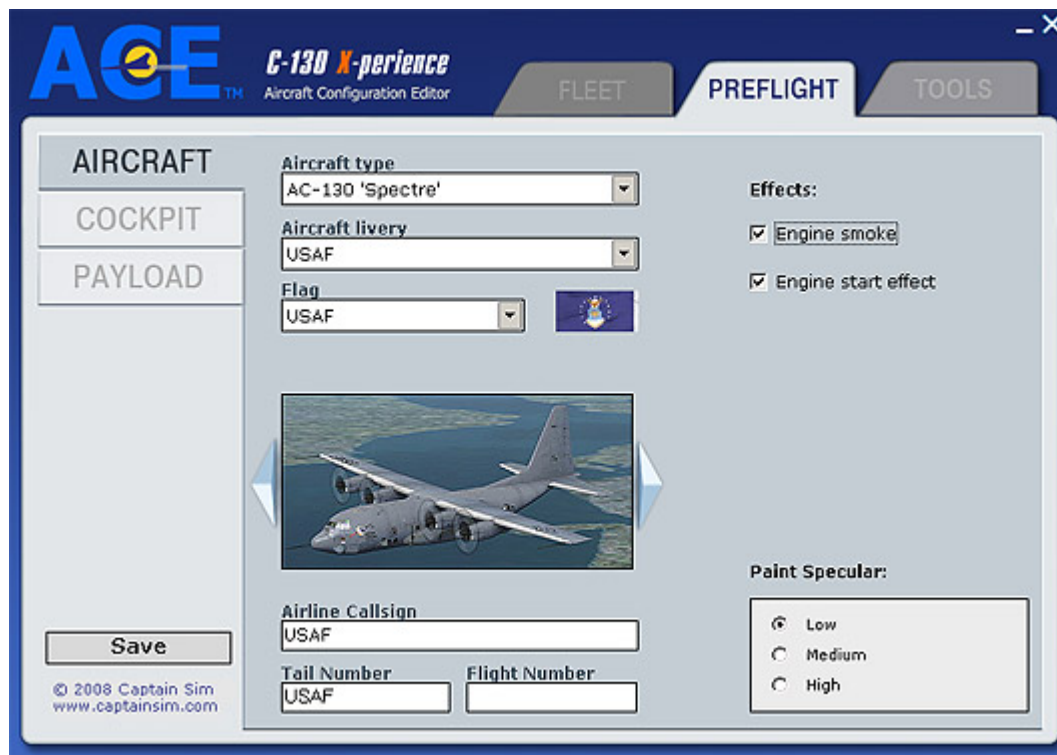 ACE TM
C-130 X-perience
Aircraft Configuration Editor
FLEET
PREFLIGHT
TOOLS
AIRCRAFT
COCKPIT
PAYLOAD
Aircraft type
AC-130 'Spectre'
Aircraft livery
USAF
Flag
USAF
Effects:
Engine smoke
Engine start effect
Airline Callsign
USAF
Tail Number
Flight Number
USAF
Paint Specular:
Low
Medium
High
Save
© 2008 Captain Sim
www.captainsim.com